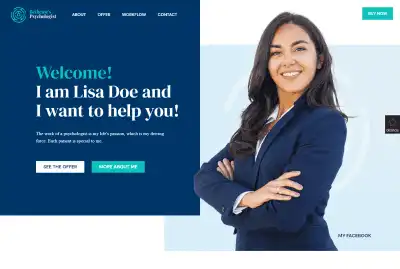 Psychologist
ABOUT
OFFER
WORKFLOW
CONTACT
BUY NOW
Welcome!
I am Lisa Doe and
I want to help you!
The work of a psychologist is my life's passion, which is my driving
force. Each patient is special to me.
SEE THE OFFER
MORE ABOUT ME
MY FACEBOOK